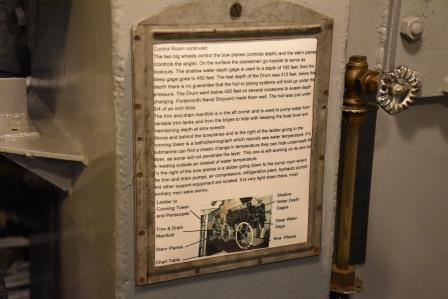 Control Room continued.
The two big wheels control the bow planes (controls depth) and the stern planes
(controls the angle). On the surface the planesmen go topside to serve as
lookouts. The shallow water depth gage is used to a depth of 160 feet, then the
deep gage goes to 450 feet. The test depth of the Drum was 312 feet, below the
depth there is no guarantee that the hull or piping systems will hold up under the
pressure. The Drum went below 400 feet on several occasions to evade depth
charging. Portsmouth Naval Shipyard made them well. The hull was just under
3/4 of an inch thick.
The trim and drain manifold is in the aft corner and is used to pump water from
variable trim tanks and from the bilges to help with keeping the boat level and
maintaining depth at slow speeds.
Above and behind the bowplanes and to the right of the ladder going to the
conning tower is a bathythermograph which records sea water temperature. If a
submarine can find a drastic change in temperature they can hide underneath the
layer, as sonar will not penetrate the layer. This one is still working on its own but
is reading outside air instead of water temperature.
To the right of the bow planes is a ladder going down to the pump room where
the trim and drain pumps, air compressors, refrigeration plant, hydraulic pumps
and other support equipment are located. It is very tight down there, most
auxiliary men were skinny.
Ladder to
Conning Tower
and Periscopes
Trim & Drain
Manifold
Stern Planes
Chart Table
Shallow
Water Depth
Gages
Deep Water
Gage
Bow Planes